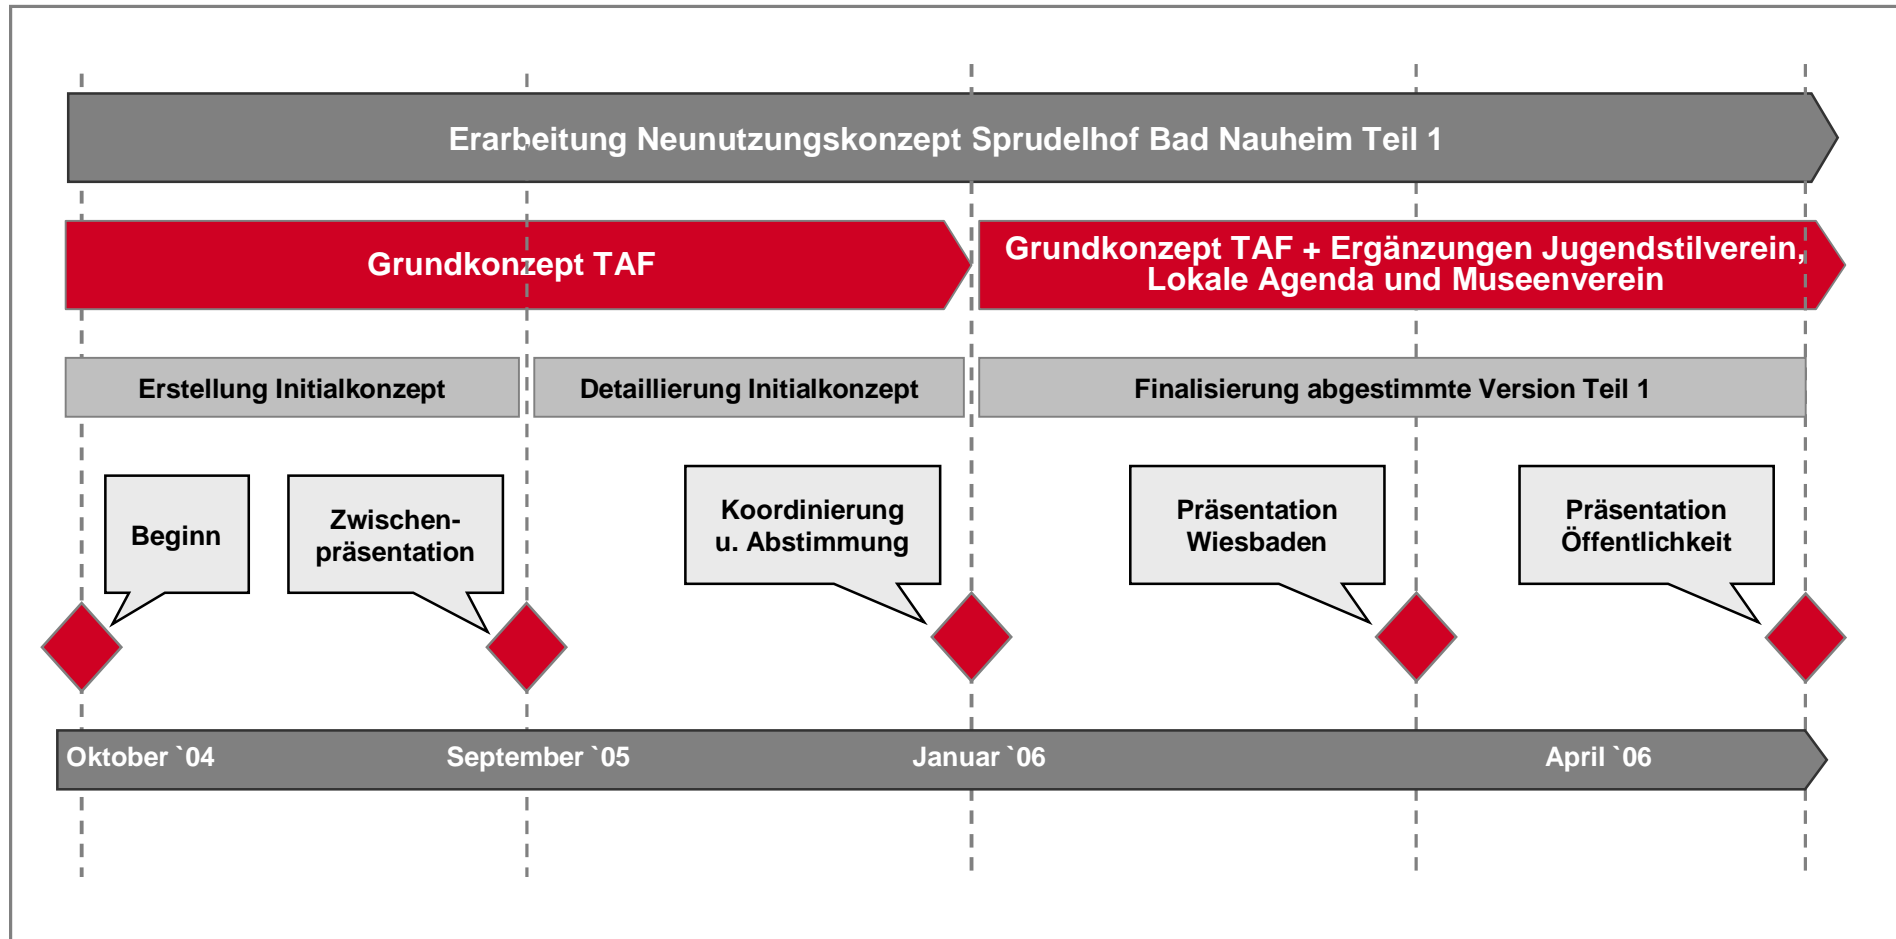 Erarbeitung Neunutzungskonzept Sprudelhof Bad Nauheim Teil 1
Grundkonzept TAF
Grundkonzept TAF + Ergänzungen Jugendstilverein,
Lokale Agenda und Museenverein
Erstellung Initialkonzept
Detaillierung Initialkonzept
Finalisierung abgestimmte Version Teil 1
Beginn
Zwischen-
präsentation
Koordinierung
u. Abstimmung
Präsentation
Wiesbaden
Präsentation
Öffentlichkeit
Oktober `04
September `05
Januar `06
April `06